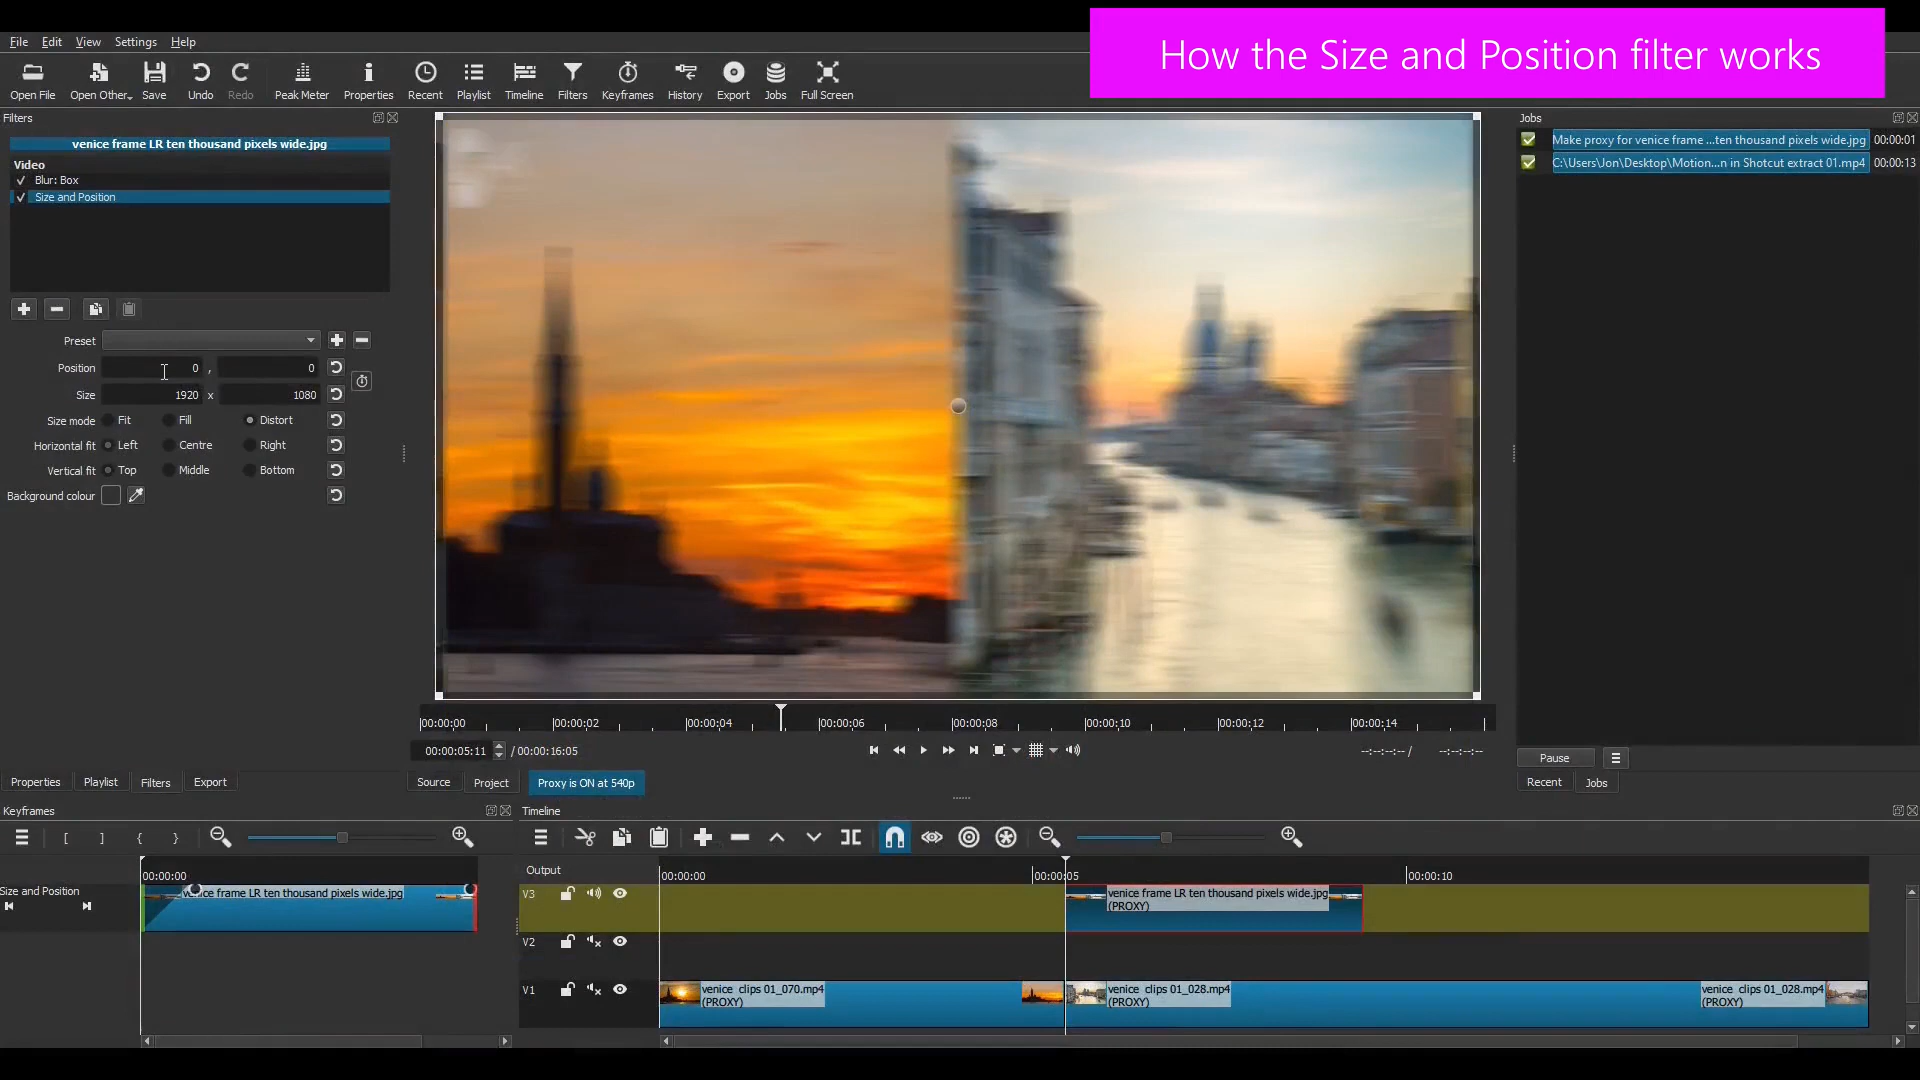 How the Size and Position filter works
File Edit View Settings Help
Open File Open Other Save Undo Redo Peak Meter Properties Recent Playlist Timeline Filters Keyframes History Export Jobs Full Screen
Filters
Jobs
venice frame LR ten thousand pixels wide.jpg
Video
Blur: Box
Size and Position
Make proxy for venice frame ...ten thousand pixels wide.jpg 00:00:01
C:\Users\Jon\Desktop\Motion...n in Shotcut extract 01.mp4 00:00:13
Preset
Position 0 , 0
Size 1920 x 1080
Size mode Fit Fill Distort
Horizontal fit Left Centre Right
Vertical fit Top Middle Bottom
Background colour
00:00:00 00:00:02 00:00:04 00:00:06 00:00:08 00:00:10 00:00:12 00:00:14
00:00:05:11 / 00:00:16:05 --:--:--:-- / --:--:--:--
Pause
Properties Playlist Filters Export Source Project Proxy is ON at 540p Recent Jobs
Keyframes Timeline
[ ] { }
Output
00:00:00
00:00:00 00:00:05 00:00:10
Size and Position
venice frame LR ten thousand pixels wide.jpg
V3
venice frame LR ten thousand pixels wide.jpg
(PROXY)
V2
V1
venice clips 01_070.mp4
(PROXY)
venice clips 01_028.mp4
(PROXY)
venice clips 01_028.mp4
(PROXY)